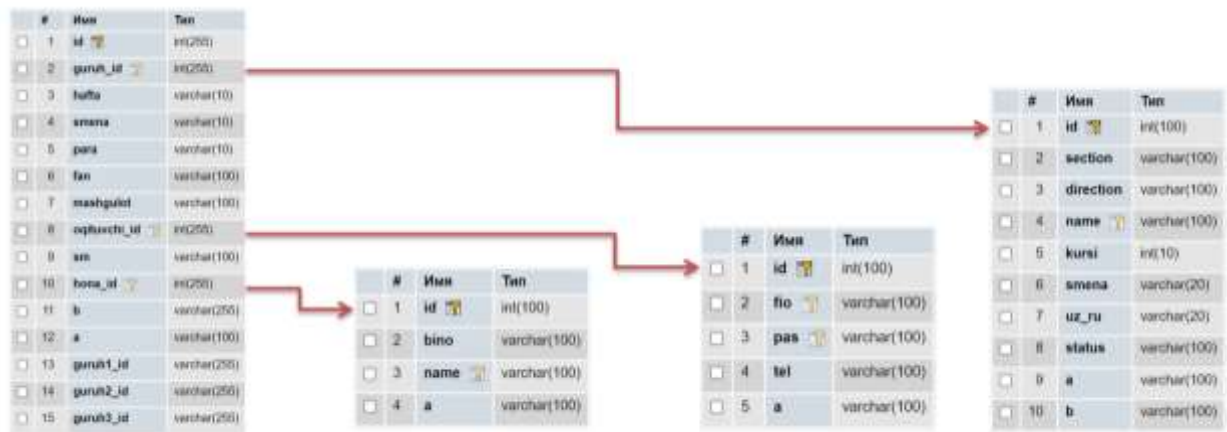 # Имя Тип
1 id int(255)
2 guruh_id int(255)
3 hafta varchar(10)
4 smena varchar(10)
5 para varchar(10)
6 fan varchar(100)
7 mashgulot varchar(100)
8 oqituvchi_id int(255)
9 sm varchar(100)
10 hona_id int(255)
11 b varchar(255)
12 a varchar(100)
13 guruh1_id varchar(255)
14 guruh2_id varchar(255)
15 guruh3_id varchar(255)
# Имя Тип
1 id int(100)
2 bino varchar(100)
3 name varchar(100)
4 a varchar(100)
# Имя Тип
1 id int(100)
2 fio varchar(100)
3 pas varchar(100)
4 tel varchar(100)
5 a varchar(100)
# Имя Тип
1 id int(100)
2 section varchar(100)
3 direction varchar(100)
4 name varchar(100)
5 kursi int(10)
6 smena varchar(20)
7 uz_ru varchar(20)
8 status varchar(100)
9 a varchar(100)
10 b varchar(100)